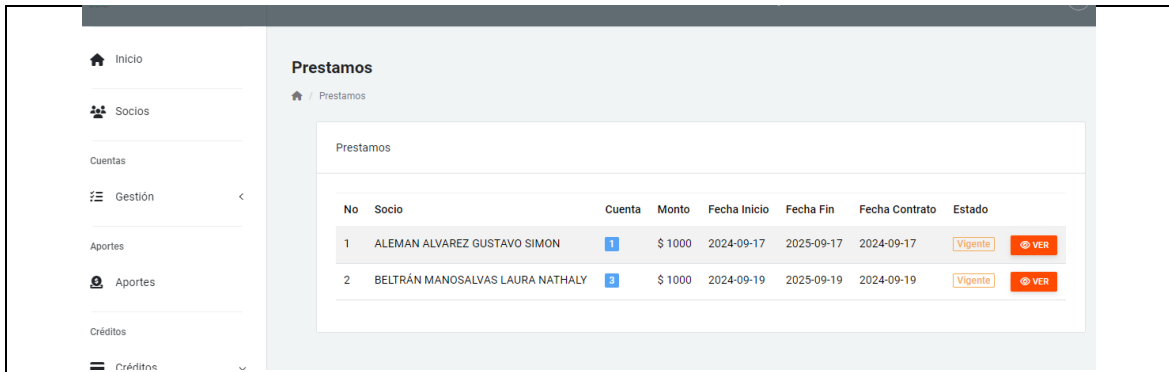 Inicio
Socios
Cuentas
Gestión
Aportes
Aportes
Créditos
Créditos
Prestamos
/ Prestamos
Prestamos
No Socio Cuenta Monto Fecha Inicio Fecha Fin Fecha Contrato Estado
1 ALEMAN ALVAREZ GUSTAVO SIMON 1 $ 1000 2024-09-17 2025-09-17 2024-09-17 Vigente VER
2 BELTRÁN MANOSALVAS LAURA NATHALY 3 $ 1000 2024-09-19 2025-09-19 2024-09-19 Vigente VER